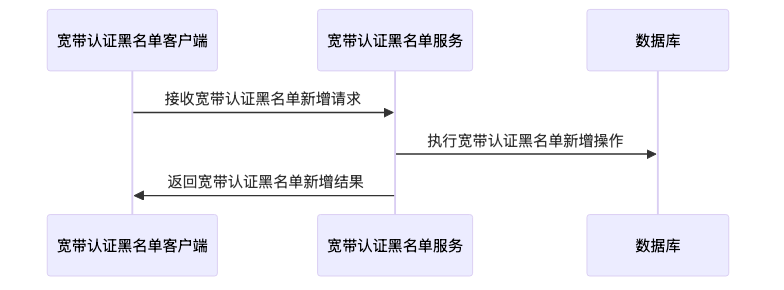 宽带认证黑名单客户端
宽带认证黑名单服务
数据库
接收宽带认证黑名单新增请求
执行宽带认证黑名单新增操作
返回宽带认证黑名单新增结果
宽带认证黑名单客户端
宽带认证黑名单服务
数据库